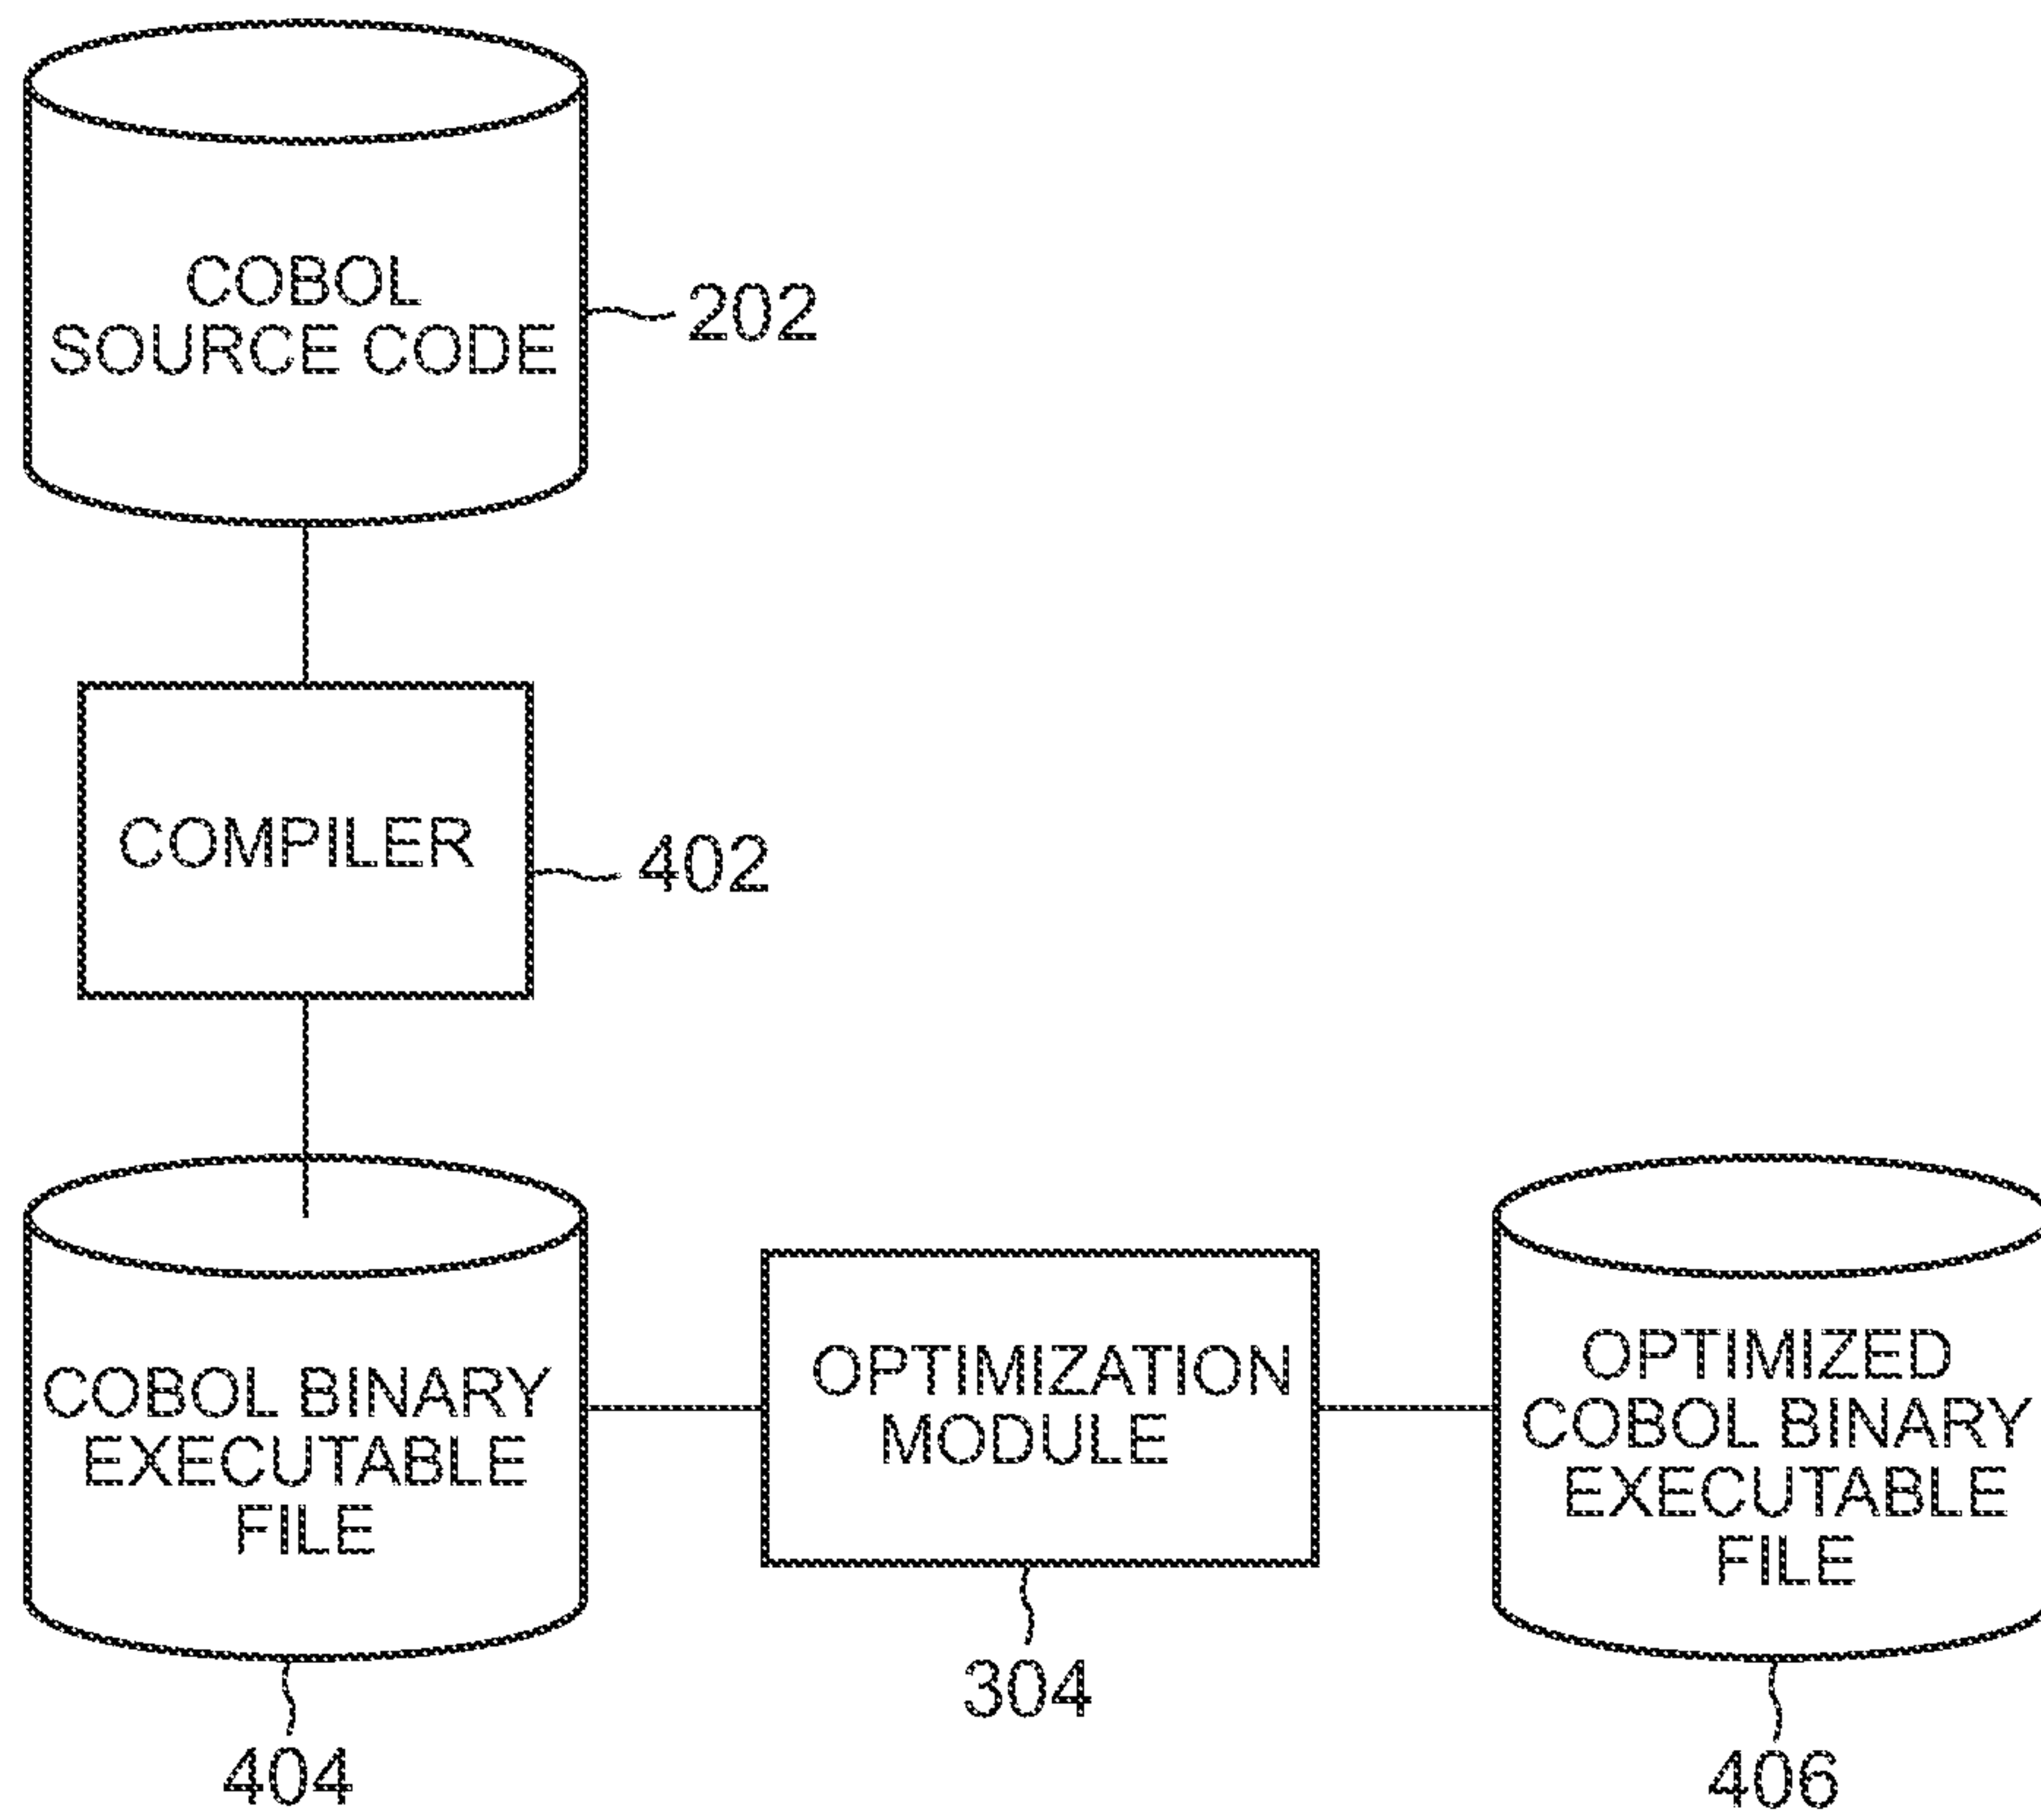 COBOL
SOURCE CODE
202
COMPILER
402
COBOL BINARY
EXECUTABLE
FILE
404
OPTIMIZATION
MODULE
304
OPTIMIZED
COBOL BINARY
EXECUTABLE
FILE
406